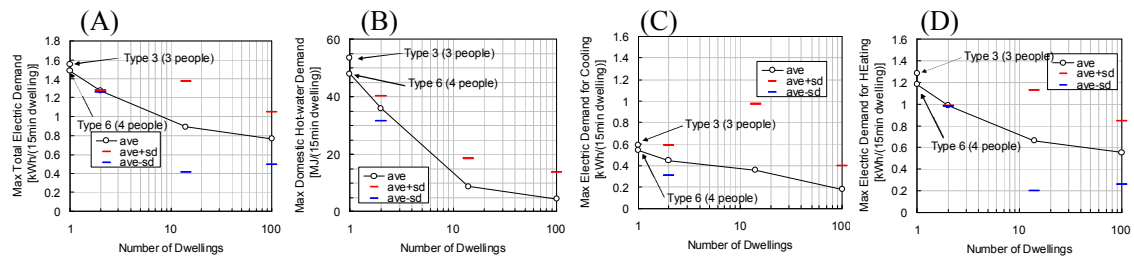 (A)
Max Total Electric Demand
[kWh/(15min dwelling)]
1.8
1.6
1.4
1.2
1
0.8
0.6
0.4
0.2
0
Type 3 (3 people)
Type 6 (4 people)
ave
ave+sd
ave-sd
1
10
100
Number of Dwellings
(B)
Max Domestic Hot-water Demand
[MJ/(15min dwelling)]
60
40
20
0
Type 3 (3 people)
Type 6 (4 people)
ave
ave+sd
ave-sd
1
10
100
Number of Dwellings
(C)
Max Electric Demand for Cooling
[kWh/(15min dwelling)]
1.6
1.4
1.2
1
0.8
0.6
0.4
0.2
0
ave
ave+sd
ave-sd
Type 3 (3 people)
Type 6 (4 people)
1
10
100
Number of Dwellings
(D)
Max Electric Demand for HEating
[kWh/(15min dwelling)]
1.6
1.4
1.2
1
0.8
0.6
0.4
0.2
0
Type 3 (3 people)
ave
ave+sd
ave-sd
Type 6 (4 people)
1
10
100
Number of Dwellings